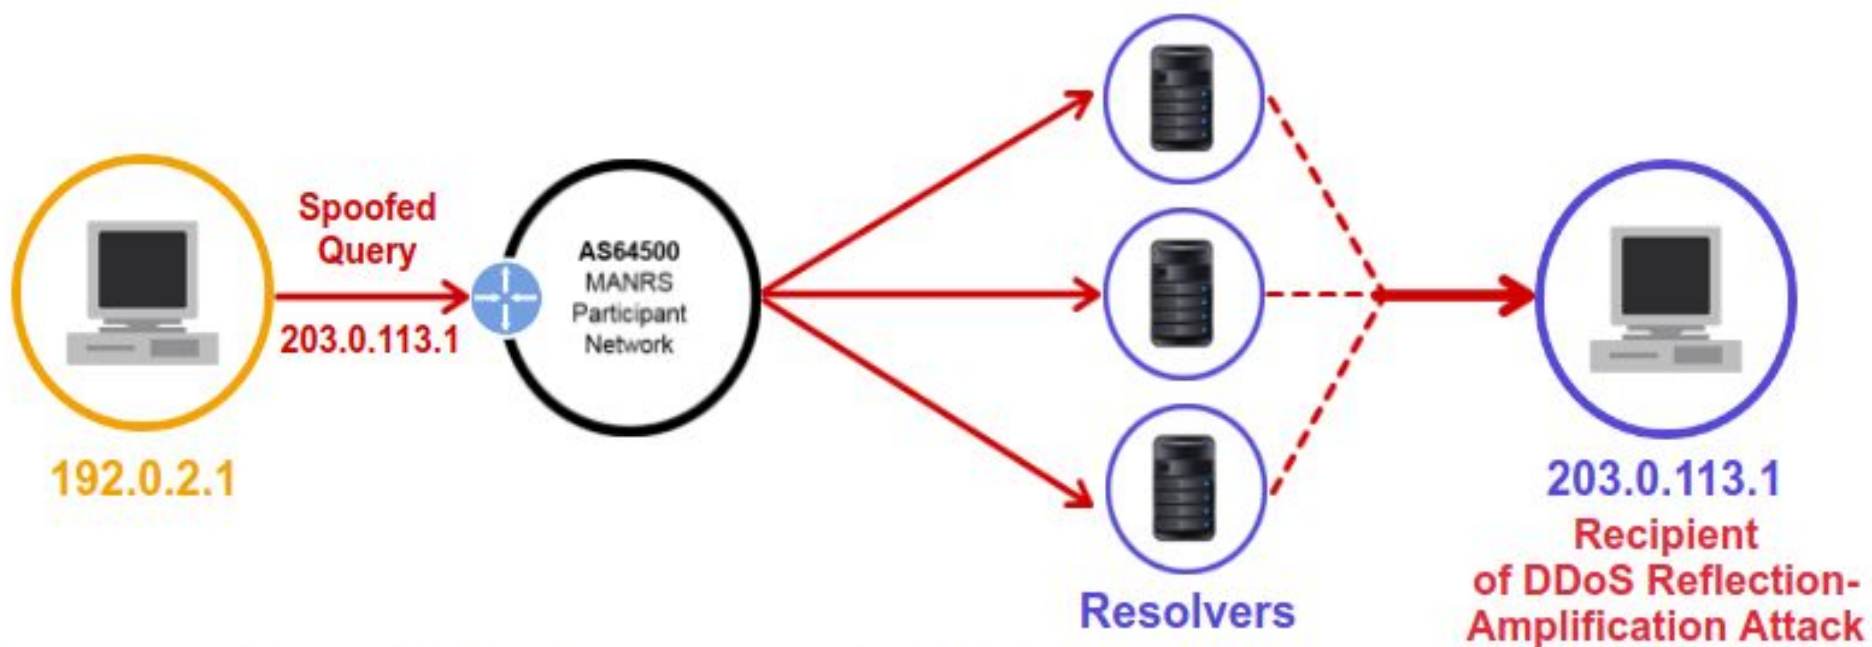 Spoofed
Query
203.0.113.1
192.0.2.1
AS64500
MANRS
Participant
Network
Resolvers
203.0.113.1
Recipient
of DDoS Reflection-
Amplification Attack